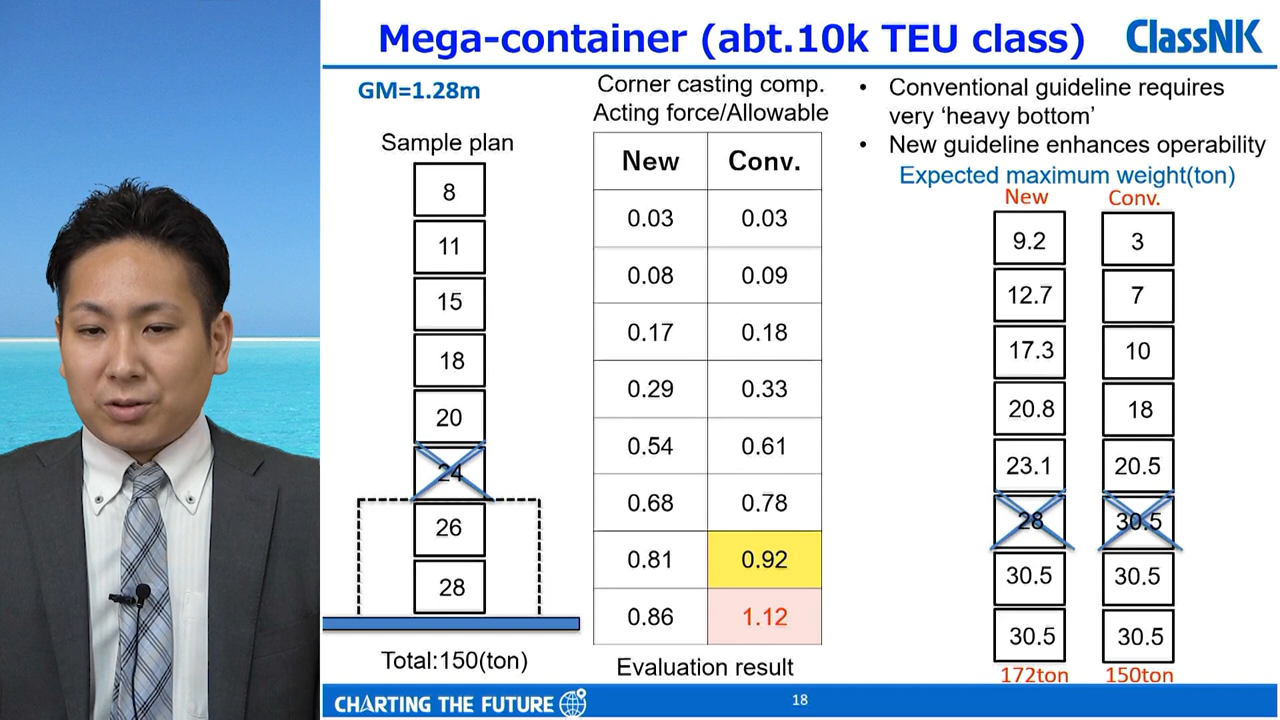 Mega-container (abt.10k TEU class)
ClassNK
GM=1.28m
Sample plan
8
11
15
18
20
24
26
28
Total:150(ton)
Corner casting comp.
Acting force/Allowable
New Conv.
0.03 0.03
0.08 0.09
0.17 0.18
0.29 0.33
0.54 0.61
0.68 0.78
0.81 0.92
0.86 1.12
Evaluation result
• Conventional guideline requires
very ‘heavy bottom’
• New guideline enhances operability
Expected maximum weight(ton)
New Conv.
9.2 3
12.7 7
17.3 10
20.8 18
23.1 20.5
28 30.5
30.5 30.5
30.5 30.5
172ton 150ton
CHARTING THE FUTURE
18